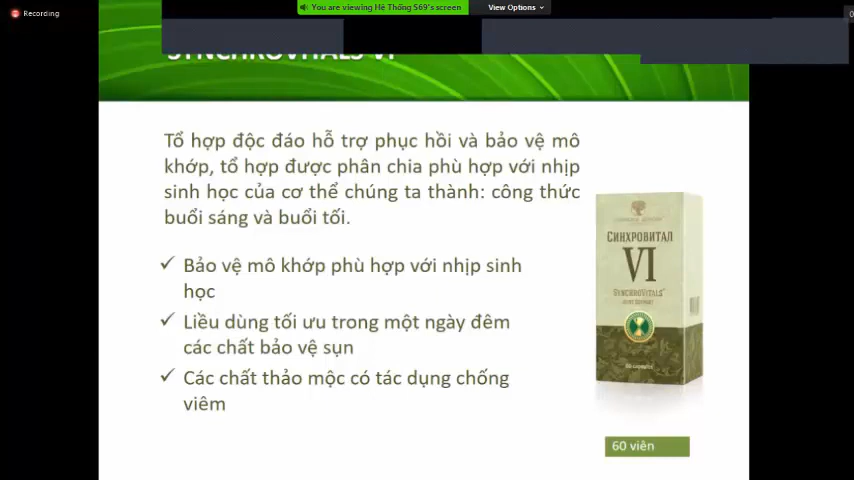 Recording
You are viewing Hệ Thống S69's screen
View Options
SYNCHROVITALS VI
Tổ hợp độc đáo hỗ trợ phục hồi và bảo vệ mô
khớp, tổ hợp được phân chia phù hợp với nhịp
sinh học của cơ thể chúng ta thành: công thức
buổi sáng và buổi tối.
✓ Bảo vệ mô khớp phù hợp với nhịp sinh
học
✓ Liều dùng tối ưu trong một ngày đêm
các chất bảo vệ sụn
✓ Các chất thảo mộc có tác dụng chống
viêm
СИНХРОВИТАЛ
VI
SYNCHROVITALS
60 viên